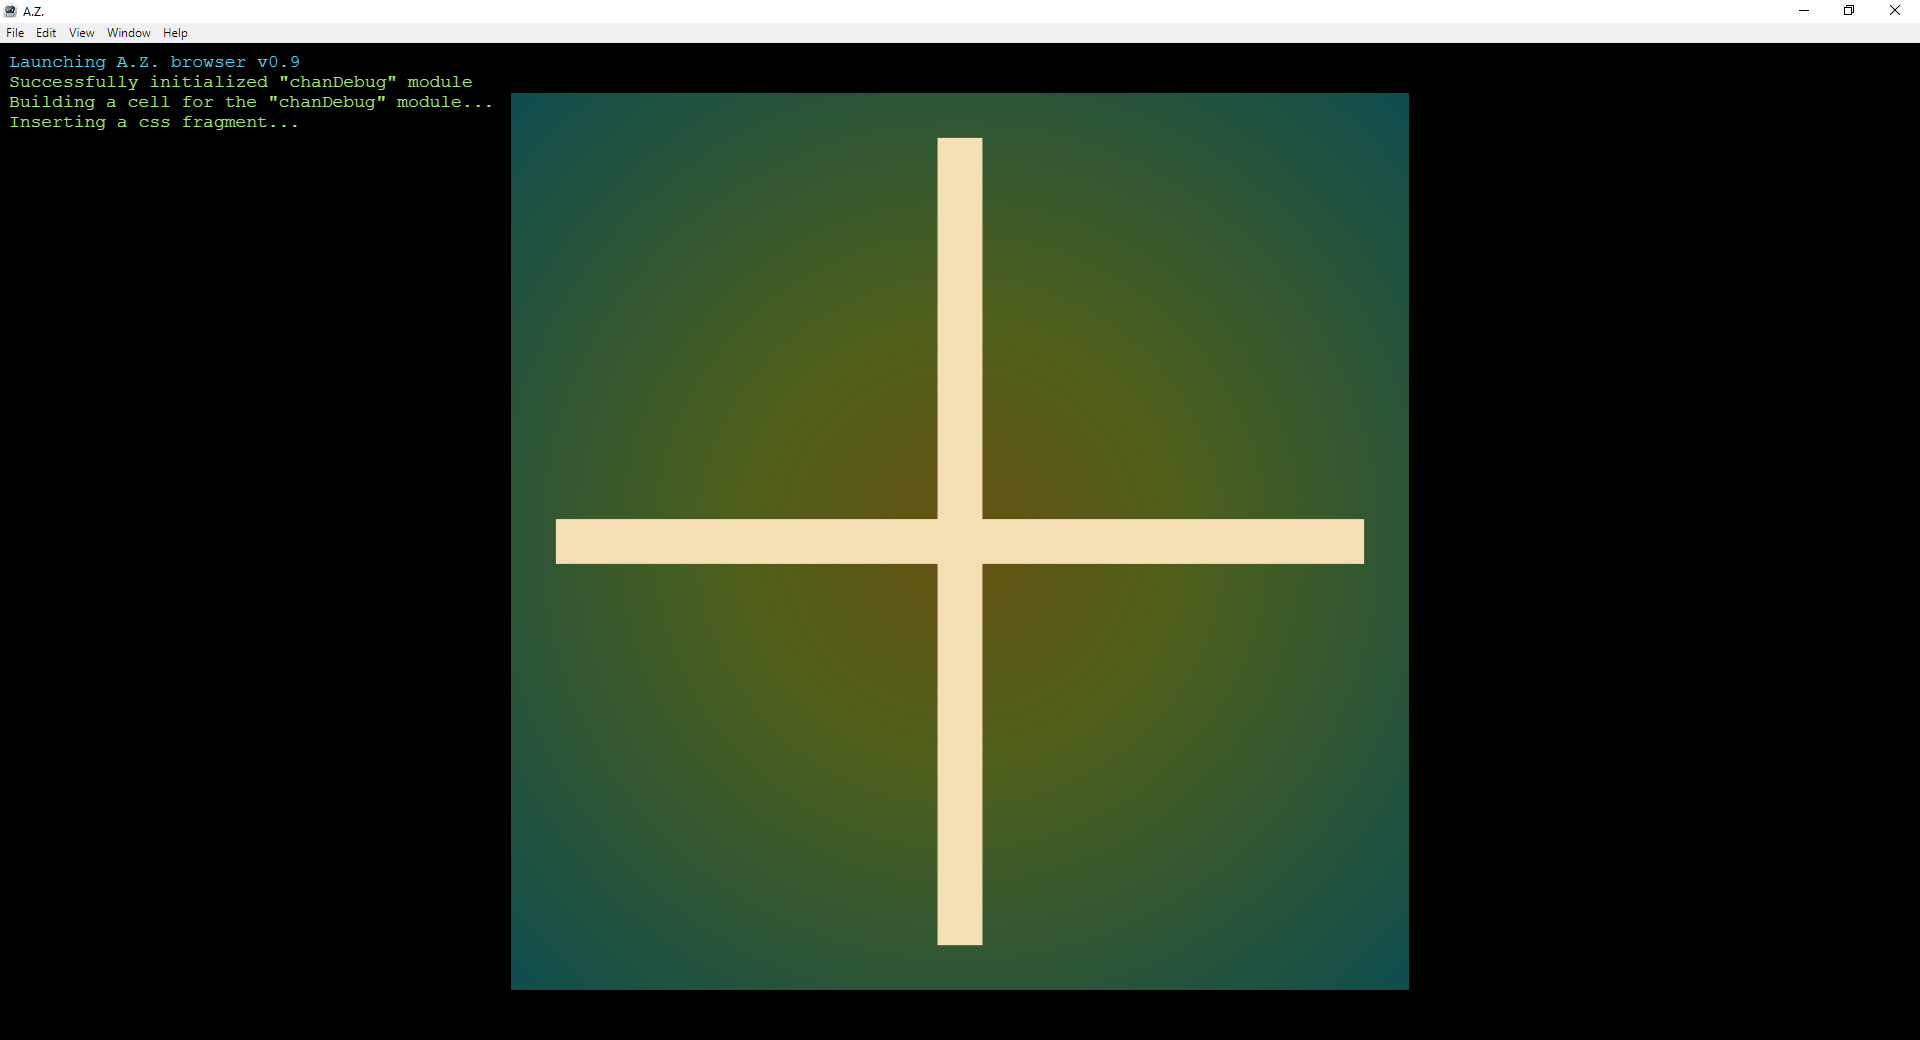 A.Z.
File Edit View Window Help
Launching A.Z. browser v0.9
Successfully initialized "chanDebug" module
Building a cell for the "chanDebug" module...
Inserting a css fragment...